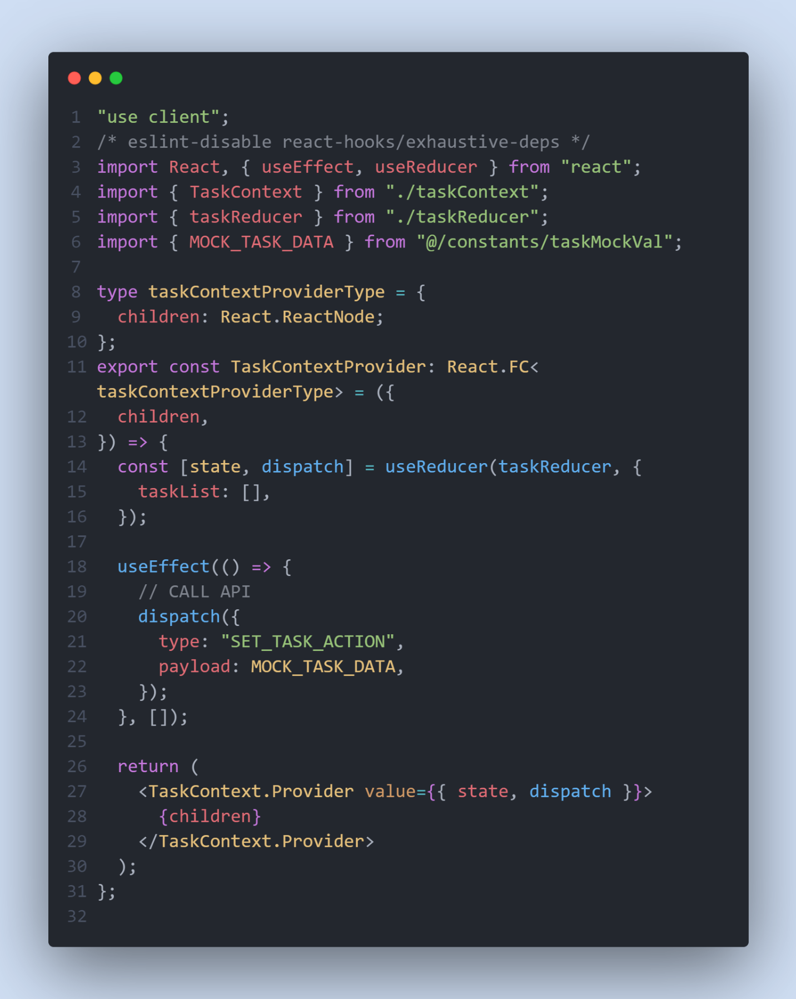 1 "use client";
2 /* eslint-disable react-hooks/exhaustive-deps */
3 import React, { useEffect, useReducer } from "react";
4 import { TaskContext } from "./taskContext";
5 import { taskReducer } from "./taskReducer";
6 import { MOCK_TASK_DATA } from "@/constants/taskMockVal";
7
8 type taskContextProviderType = {
9   children: React.ReactNode;
10 };
11 export const TaskContextProvider: React.FC<
taskContextProviderType> = ({
12   children,
13 }) => {
14   const [state, dispatch] = useReducer(taskReducer, {
15     taskList: [],
16   });
17
18   useEffect(() => {
19     // CALL API
20     dispatch({
21       type: "SET_TASK_ACTION",
22       payload: MOCK_TASK_DATA,
23     });
24   }, []);
25
26   return (
27     <TaskContext.Provider value={{ state, dispatch }}>
28       {children}
29     </TaskContext.Provider>
30   );
31 };
32